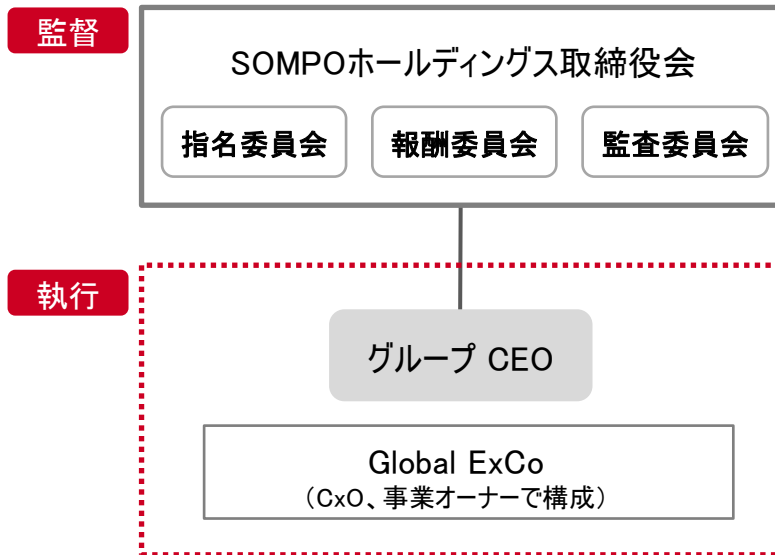 監督
SOMPOホールディングス取締役会
指名委員会
報酬委員会
監査委員会
執行
グループ CEO
Global ExCo
（CxO、事業オーナーで構成）